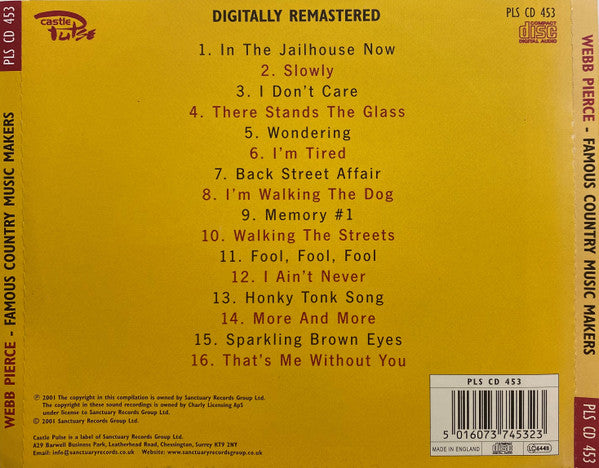 PLS CD 453
WEBB PIERCE - FAMOUS COUNTRY MUSIC MAKERS
castle
Pulse
DIGITALLY REMASTERED
PLS CD 453
COMPACT
disc
DIGITAL AUDIO
1. In The Jailhouse Now
2. Slowly
3. I Don't Care
4. There Stands The Glass
5. Wondering
6. I'm Tired
7. Back Street Affair
8. I'm Walking The Dog
9. Memory #1
10. Walking The Streets
11. Fool, Fool, Fool
12. I Ain't Never
13. Honky Tonk Song
14. More And More
15. Sparkling Brown Eyes
16. That's Me Without You
℗ 2001 The copyright in this compilation is owned by Sanctuary Records Group Ltd.
The copyright in these sound recordings is owned by Charly Licensing ApS
under license to Sanctuary Records Group Ltd.
© 2001 Sanctuary Records Group Ltd.
Castle Pulse is a label of Sanctuary Records Group Ltd.
A29 Barwell Business Park, Leatherhead Road, Chessington, Surrey KT9 2NY
Email: info@sanctuaryrecords.co.uk Website: www.sanctuaryrecordsgroup.co.uk
PLS CD 453
5 016073 745323
MADE IN ENGLAND
LC 6448
WEBB PIERCE - FAMOUS COUNTRY MUSIC MAKERS
PLS CD 453